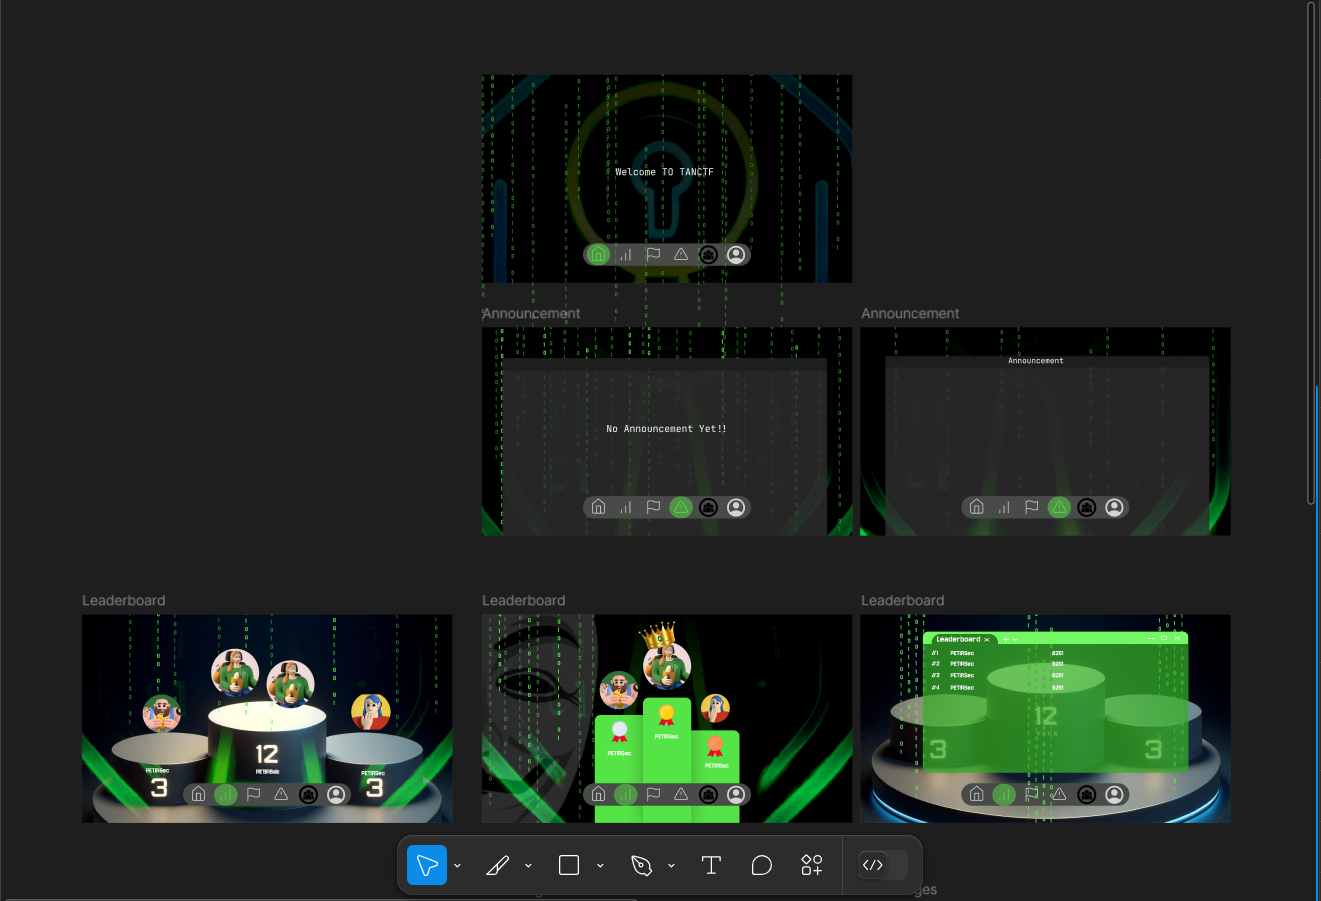 Welcome TO TANCTF
Announcement
Announcement
No Announcement Yet!!
Announcement
Leaderboard
Leaderboard
Leaderboard
12
PETIRSec
3
PETIRSec
3
PETIRSec
PETIRSec
PETIRSec
Leaderboard
#1 PETIRSec 8201
#2 PETIRSec 8201
#3 PETIRSec 8201
#4 PETIRSec 8201
12
3
3
ges